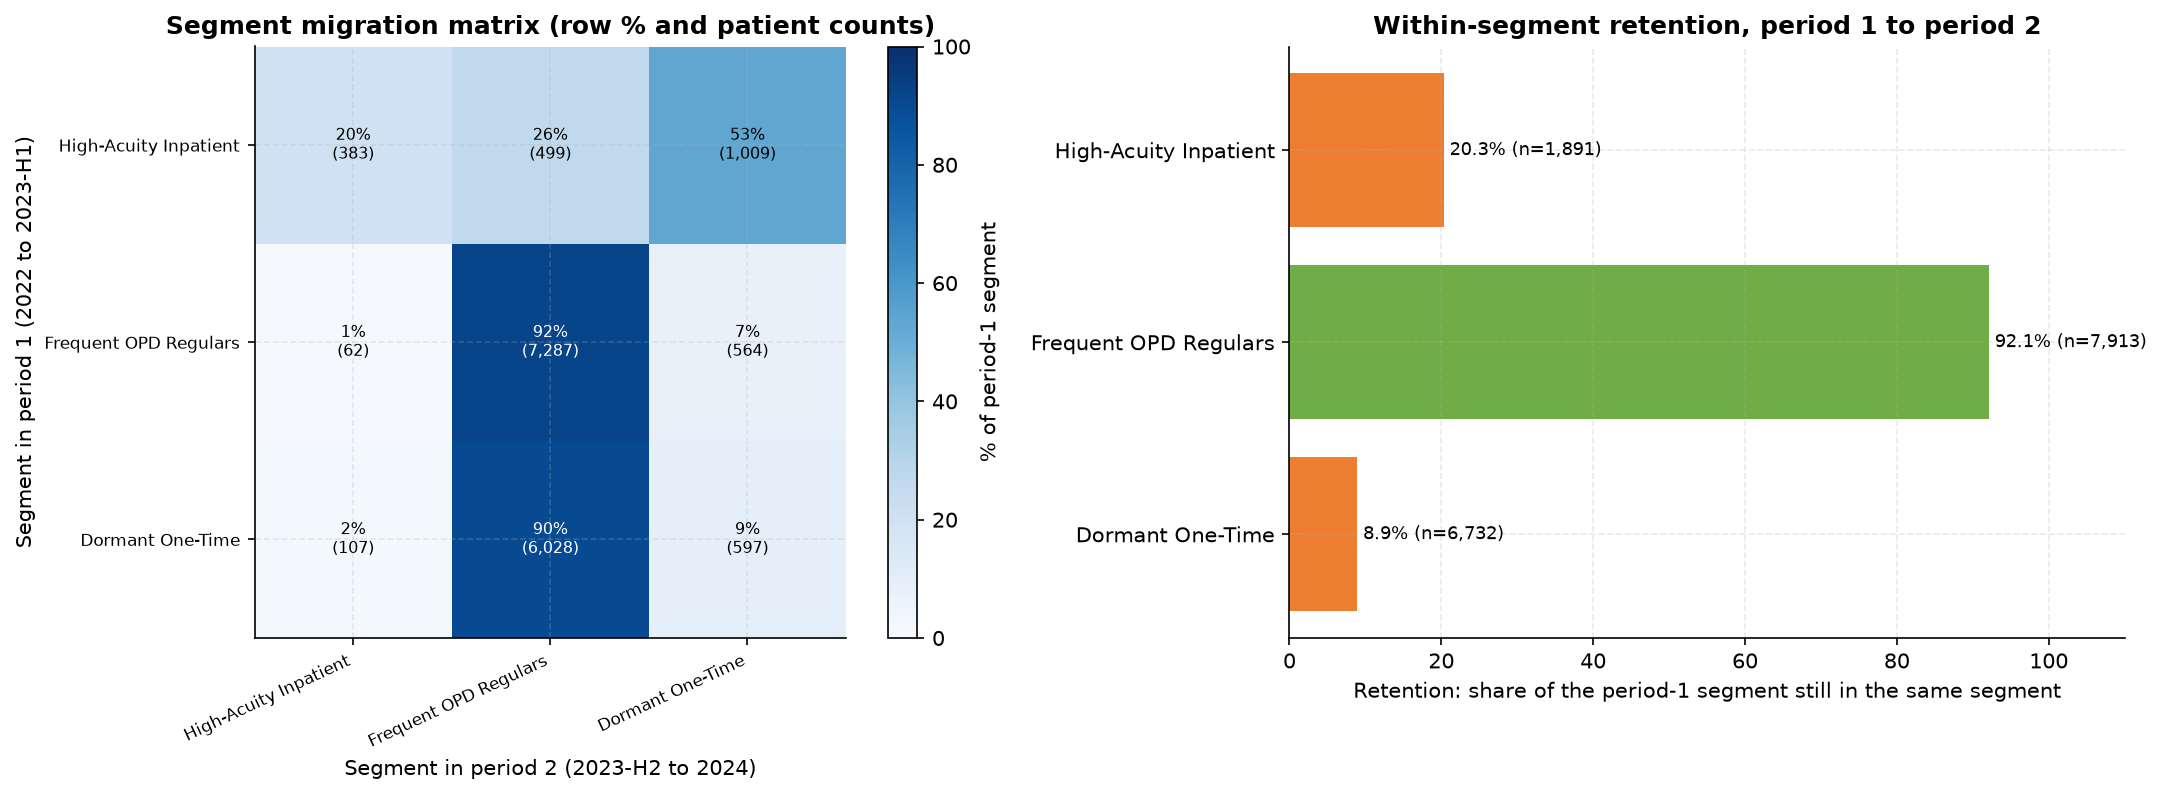 Segment migration matrix (row % and patient counts)
Segment in period 1 (2022 to 2023-H1)
High-Acuity Inpatient
Frequent OPD Regulars
Dormant One-Time
20%
(383)
26%
(499)
53%
(1,009)
1%
(62)
92%
(7,287)
7%
(564)
2%
(107)
90%
(6,028)
9%
(597)
High-Acuity Inpatient
Frequent OPD Regulars
Dormant One-Time
Segment in period 2 (2023-H2 to 2024)
100
80
60
40
20
0
% of period-1 segment
Within-segment retention, period 1 to period 2
High-Acuity Inpatient
20.3% (n=1,891)
Frequent OPD Regulars
92.1% (n=7,913)
Dormant One-Time
8.9% (n=6,732)
0
20
40
60
80
100
Retention: share of the period-1 segment still in the same segment